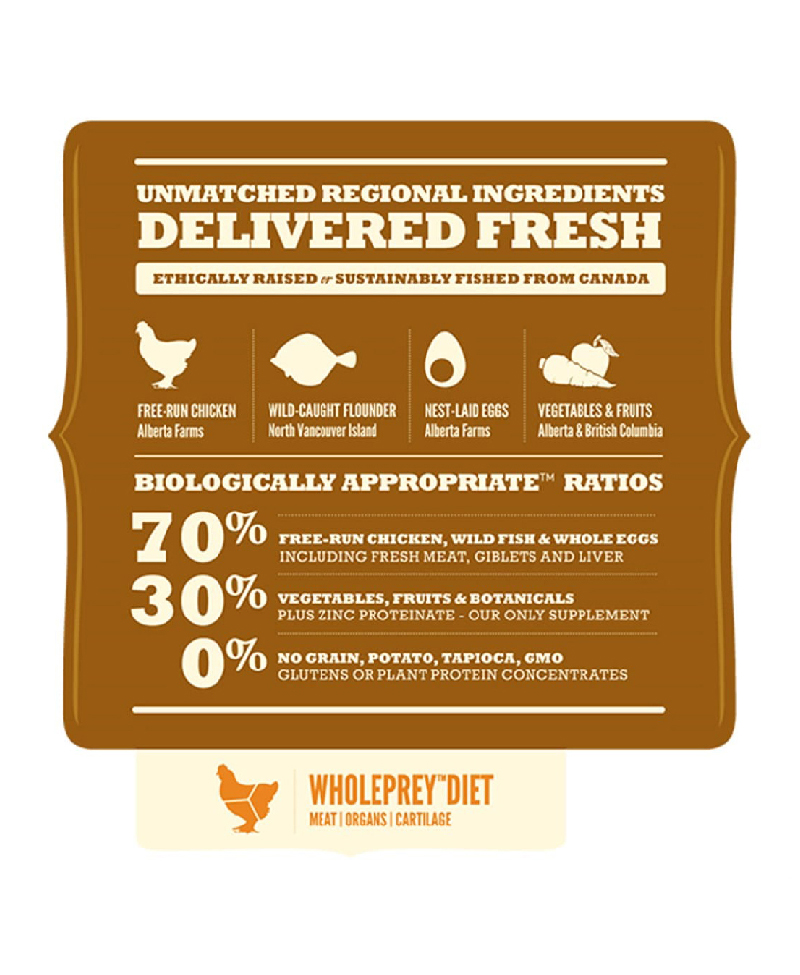 UNMATCHED REGIONAL INGREDIENTS
DELIVERED FRESH
ETHICALLY RAISED or SUSTAINABLY FISHED FROM CANADA
FREE-RUN CHICKEN
Alberta Farms
WILD-CAUGHT FLOUNDER
North Vancouver Island
NEST-LAID EGGS
Alberta Farms
VEGETABLES & FRUITS
Alberta & British Columbia
BIOLOGICALLY APPROPRIATE™ RATIOS
70%
FREE-RUN CHICKEN, WILD FISH & WHOLE EGGS
INCLUDING FRESH MEAT, GIBLETS AND LIVER
30%
VEGETABLES, FRUITS & BOTANICALS
PLUS ZINC PROTEINATE - OUR ONLY SUPPLEMENT
0%
NO GRAIN, POTATO, TAPIOCA, GMO
GLUTENS OR PLANT PROTEIN CONCENTRATES
WHOLEPREY™DIET
MEAT | ORGANS | CARTILAGE